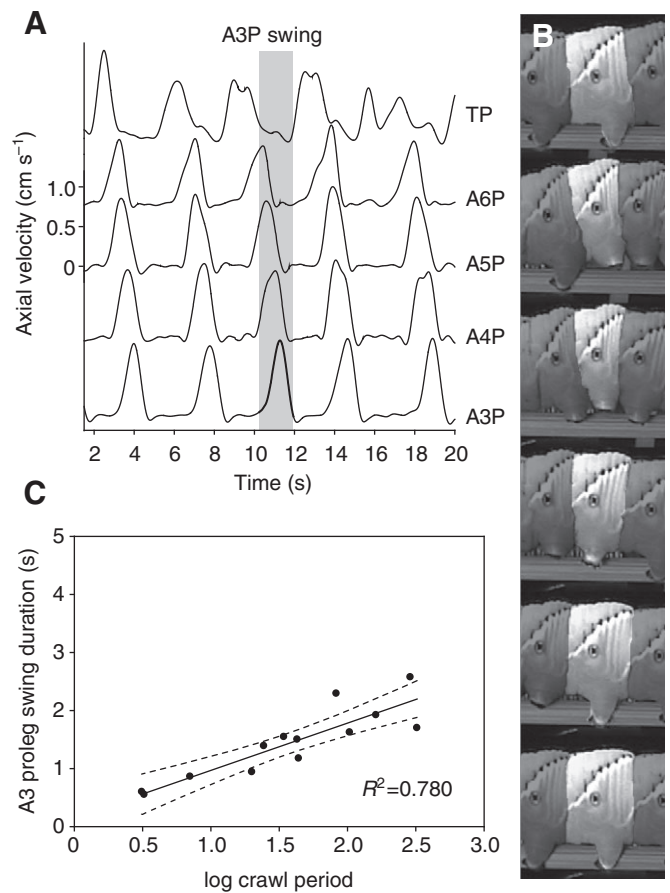 A
A3P swing
B
TP
A6P
A5P
A4P
A3P
1.0
0.5
0
Axial velocity (cm s⁻¹)
2 4 6 8 10 12 14 16 18 20
Time (s)
C
5
4
3
2
1
0
A3 proleg swing duration (s)
R²=0.780
0 0.5 1.0 1.5 2.0 2.5 3.0
log crawl period